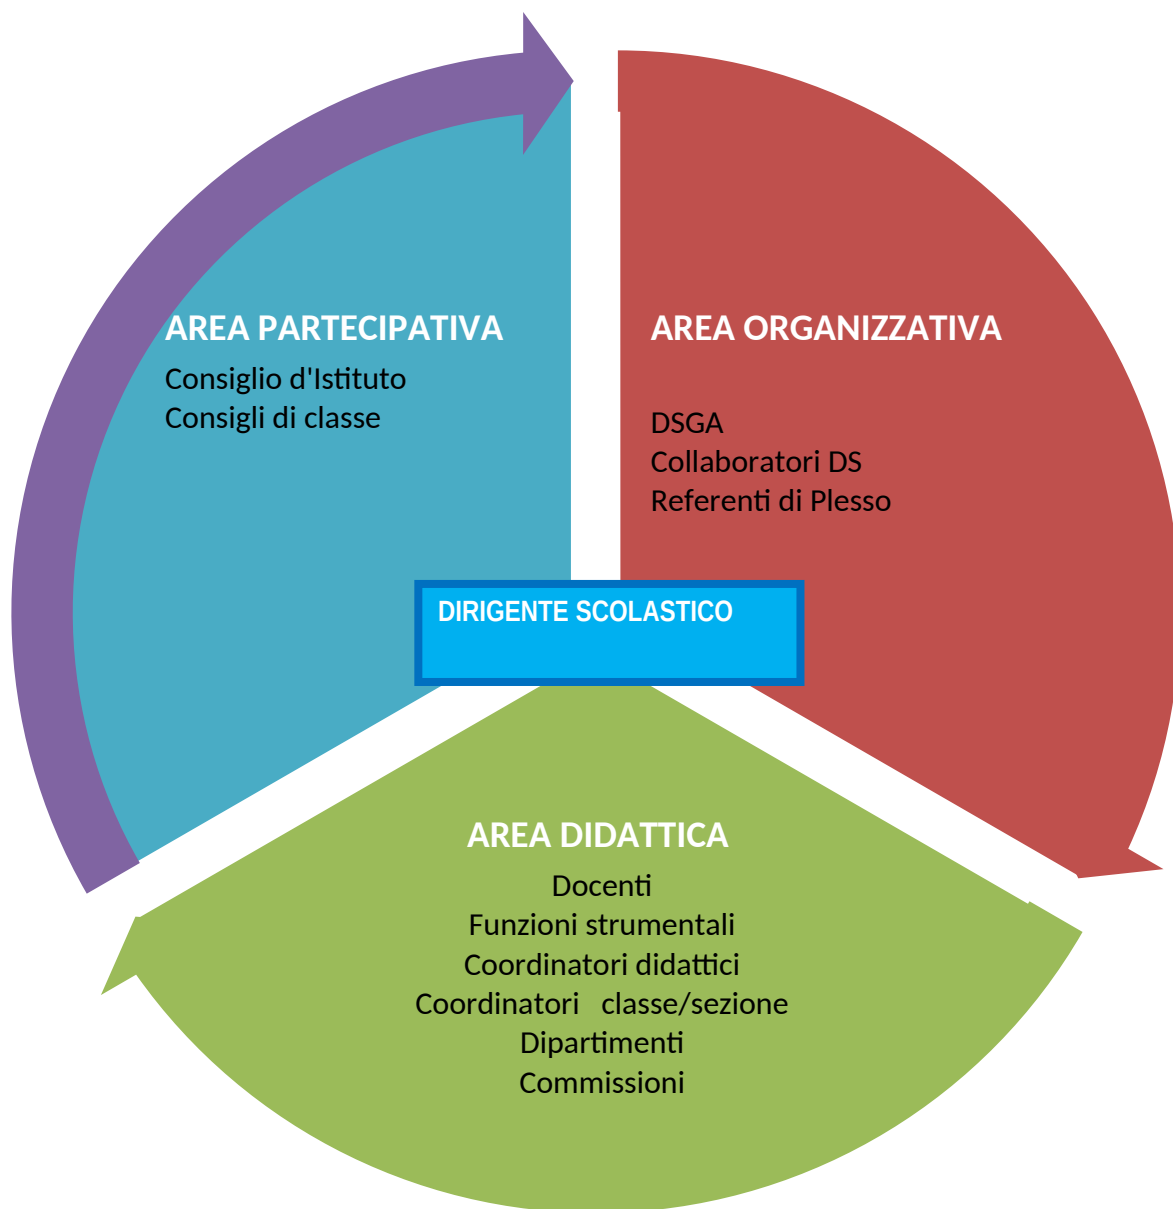 AREA PARTECIPATIVA
Consiglio d'Istituto
Consigli di classe
AREA ORGANIZZATIVA
DSGA
Collaboratori DS
Referenti di Plesso
DIRIGENTE SCOLASTICO
AREA DIDATTICA
Docenti
Funzioni strumentali
Coordinatori didattici
Coordinatori classe/sezione
Dipartimenti
Commissioni